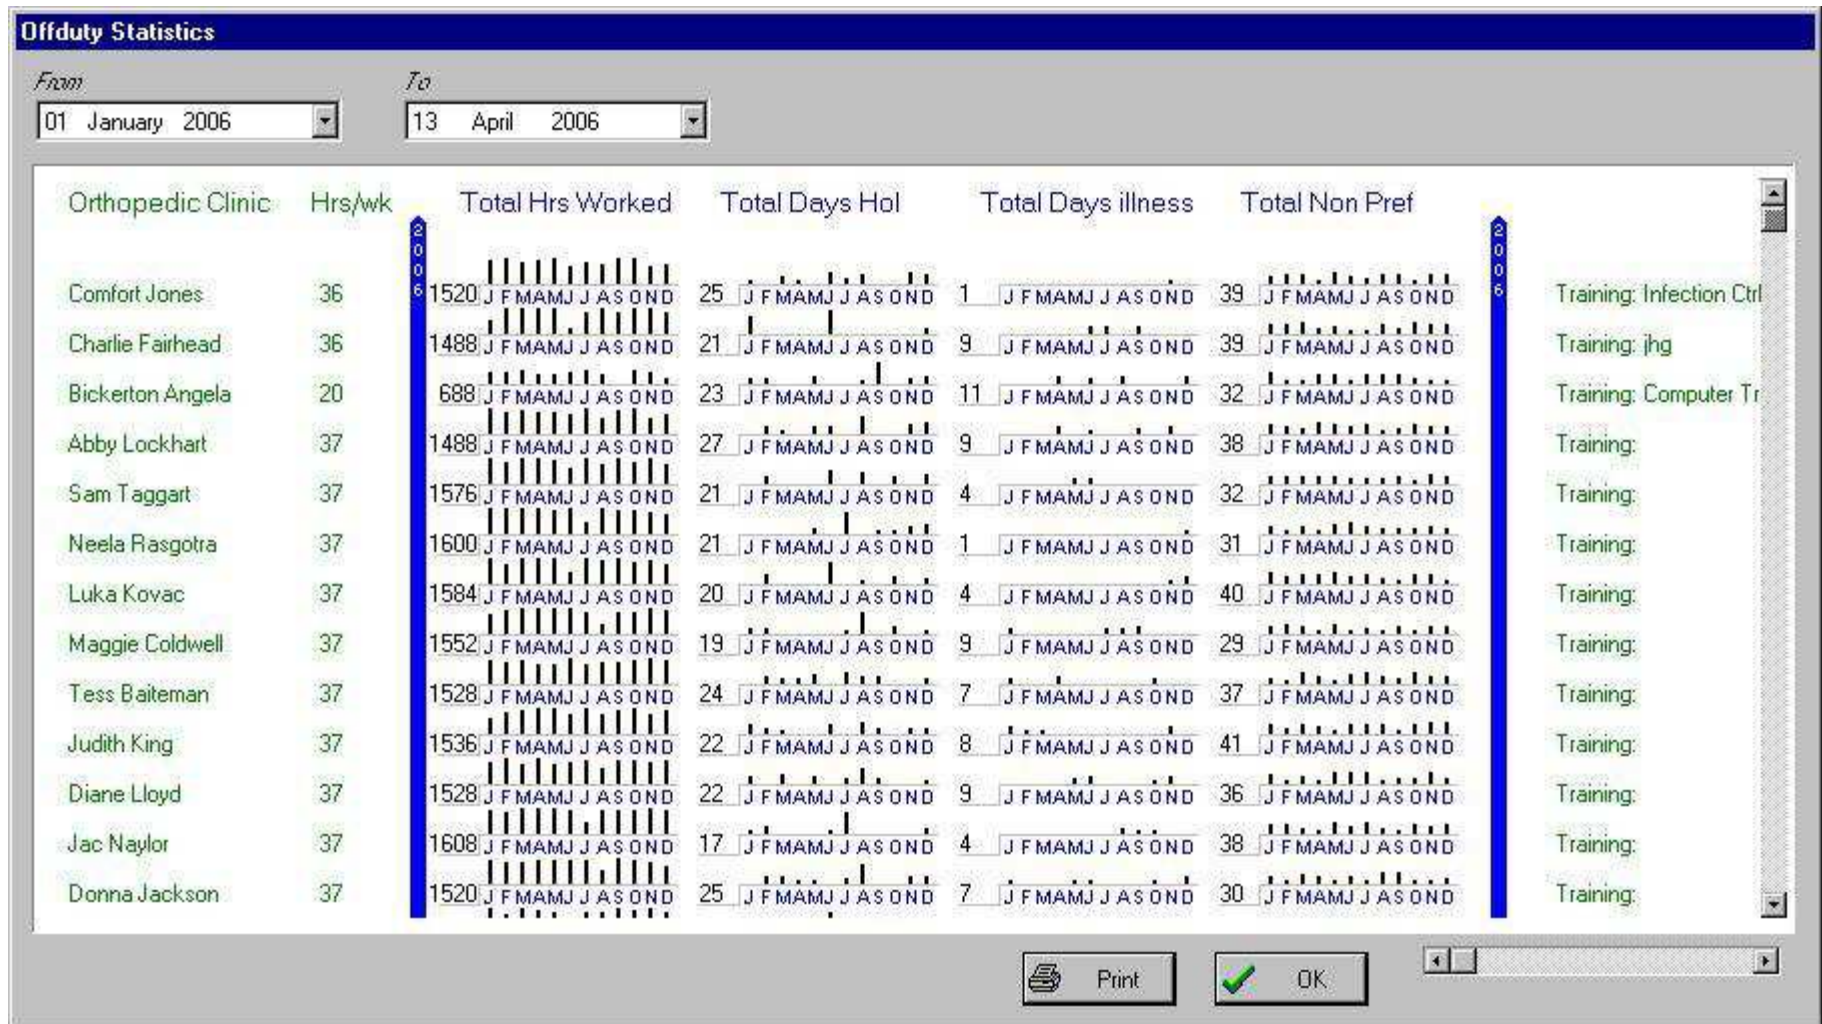 Offduty Statistics
From To
01 January 2006 13 April 2006
Orthopedic Clinic Hrs/wk Total Hrs Worked Total Days Hol Total Days illness Total Non Pref
2006 2006
Comfort Jones 36 1520 J F M A M J J A S O N D 25 J F M A M J J A S O N D 1 J F M A M J J A S O N D 39 J F M A M J J A S O N D Training: Infection Ctrl
Charlie Fairhead 36 1488 J F M A M J J A S O N D 21 J F M A M J J A S O N D 9 J F M A M J J A S O N D 39 J F M A M J J A S O N D Training: jhg
Bickerton Angela 20 688 J F M A M J J A S O N D 23 J F M A M J J A S O N D 11 J F M A M J J A S O N D 32 J F M A M J J A S O N D Training: Computer Tr
Abby Lockhart 37 1488 J F M A M J J A S O N D 27 J F M A M J J A S O N D 9 J F M A M J J A S O N D 38 J F M A M J J A S O N D Training:
Sam Taggart 37 1576 J F M A M J J A S O N D 21 J F M A M J J A S O N D 4 J F M A M J J A S O N D 32 J F M A M J J A S O N D Training:
Neela Rasgotra 37 1600 J F M A M J J A S O N D 21 J F M A M J J A S O N D 1 J F M A M J J A S O N D 31 J F M A M J J A S O N D Training:
Luka Kovac 37 1584 J F M A M J J A S O N D 20 J F M A M J J A S O N D 4 J F M A M J J A S O N D 40 J F M A M J J A S O N D Training:
Maggie Coldwell 37 1552 J F M A M J J A S O N D 19 J F M A M J J A S O N D 9 J F M A M J J A S O N D 29 J F M A M J J A S O N D Training:
Tess Baiteman 37 1528 J F M A M J J A S O N D 24 J F M A M J J A S O N D 7 J F M A M J J A S O N D 37 J F M A M J J A S O N D Training:
Judith King 37 1536 J F M A M J J A S O N D 22 J F M A M J J A S O N D 8 J F M A M J J A S O N D 41 J F M A M J J A S O N D Training:
Diane Lloyd 37 1528 J F M A M J J A S O N D 22 J F M A M J J A S O N D 9 J F M A M J J A S O N D 36 J F M A M J J A S O N D Training:
Jac Naylor 37 1608 J F M A M J J A S O N D 17 J F M A M J J A S O N D 4 J F M A M J J A S O N D 38 J F M A M J J A S O N D Training:
Donna Jackson 37 1520 J F M A M J J A S O N D 25 J F M A M J J A S O N D 7 J F M A M J J A S O N D 30 J F M A M J J A S O N D Training:
Print OK